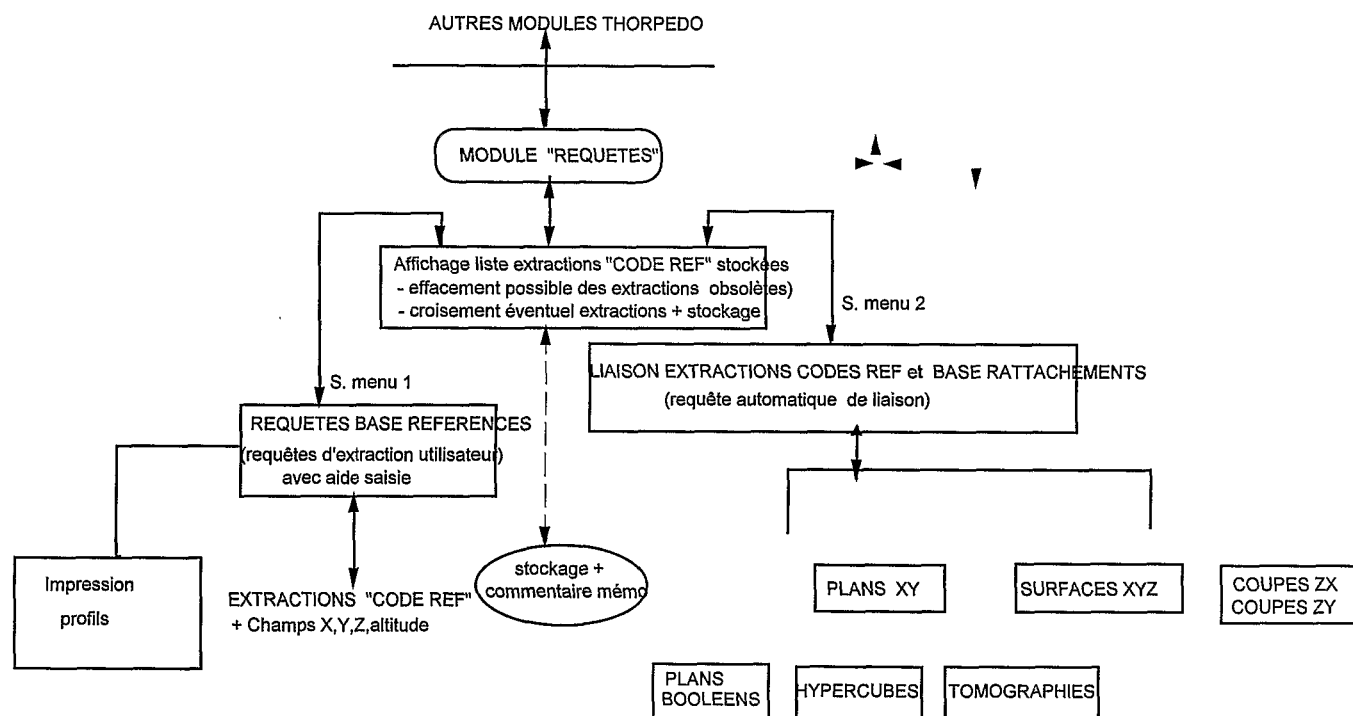 AUTRES MODULES THORPEDO
MODULE "REQUETES"
Affichage liste extractions "CODE REF" stockées
- effacement possible des extractions obsolètes)
- croisement éventuel extractions + stockage
S. menu 2
S. menu 1
LIAISON EXTRACTIONS CODES REF et BASE RATTACHEMENTS
(requête automatique de liaison)
REQUETES BASE REFERENCES
(requêtes d'extraction utilisateur)
avec aide saisie
Impression
profils
EXTRACTIONS "CODE REF"
+ Champs X,Y,Z,altitude
stockage +
commentaire mémo
PLANS XY
SURFACES XYZ
COUPES ZX
COUPES ZY
PLANS
BOOLEENS
HYPERCUBES
TOMOGRAPHIES